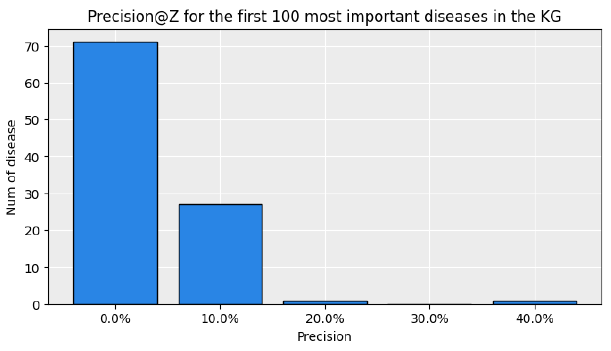 Precision@Z for the first 100 most important diseases in the KG
70
60
50
40
30
20
10
0
Num of disease
0.0% 10.0% 20.0% 30.0% 40.0%
Precision